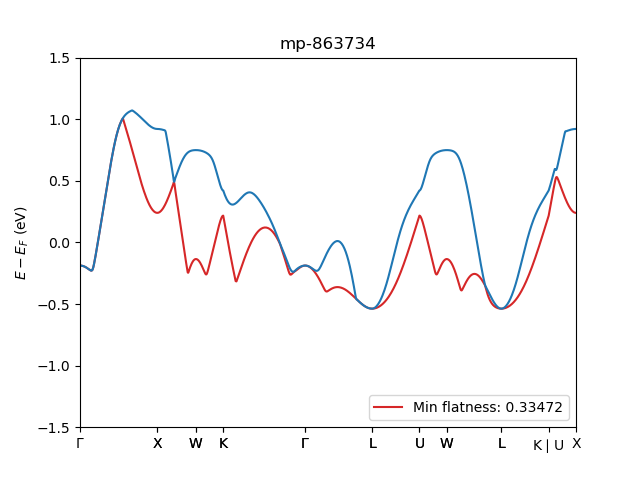 mp-863734
E − E_F (eV)
1.5
1.0
0.5
0.0
−0.5
−1.0
−1.5
Min flatness: 0.33472
Γ X W K Γ L U W L K | U X